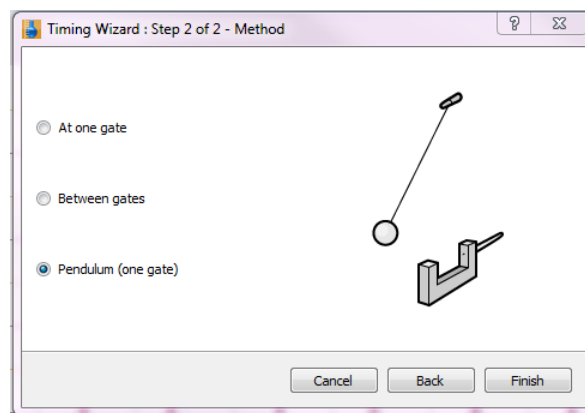 Timing Wizard : Step 2 of 2 - Method
At one gate
Between gates
Pendulum (one gate)
Cancel
Back
Finish